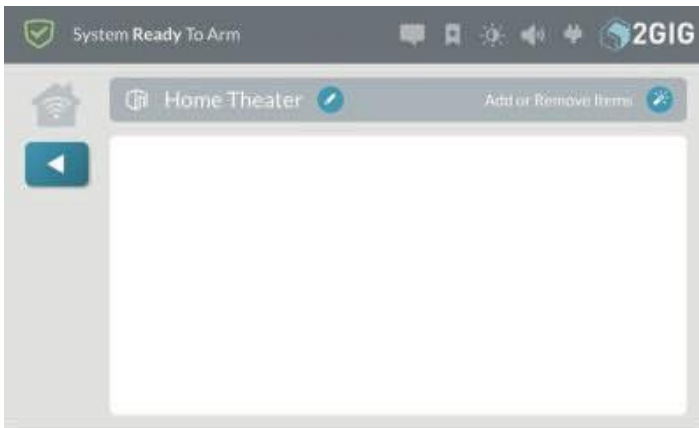 System Ready To Arm
2GIG
Home Theater
Add or Remove Items